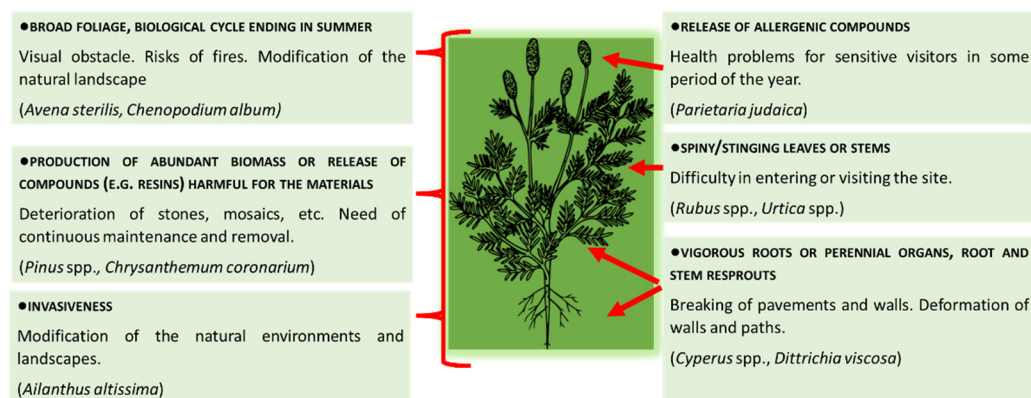 ●BROAD FOLIAGE, BIOLOGICAL CYCLE ENDING IN SUMMER
Visual obstacle. Risks of fires. Modification of the
natural landscape
(Avena sterilis, Chenopodium album)
●PRODUCTION OF ABUNDANT BIOMASS OR RELEASE OF
COMPOUNDS (E.G. RESINS) HARMFUL FOR THE MATERIALS
Deterioration of stones, mosaics, etc. Need of
continuous maintenance and removal.
(Pinus spp., Chrysanthemum coronarium)
●INVASIVENESS
Modification of the natural environments and
landscapes.
(Ailanthus altissima)
●RELEASE OF ALLERGENIC COMPOUNDS
Health problems for sensitive visitors in some
period of the year.
(Parietaria judaica)
●SPINY/STINGING LEAVES OR STEMS
Difficulty in entering or visiting the site.
(Rubus spp., Urtica spp.)
●VIGOROUS ROOTS OR PERENNIAL ORGANS, ROOT AND
STEM RESPROUTS
Breaking of pavements and walls. Deformation of
walls and paths.
(Cyperus spp., Dittrichia viscosa)